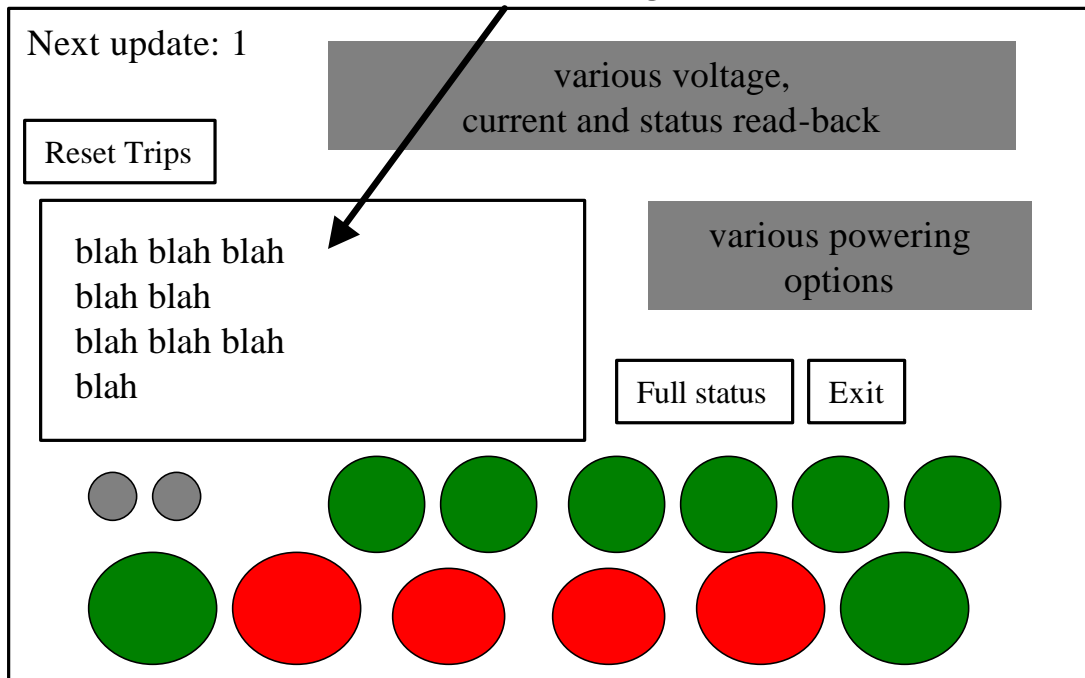 Next update: 1
various voltage,
current and status read-back
Reset Trips
blah blah blah
blah blah
blah blah blah
blah
various powering
options
Full status
Exit